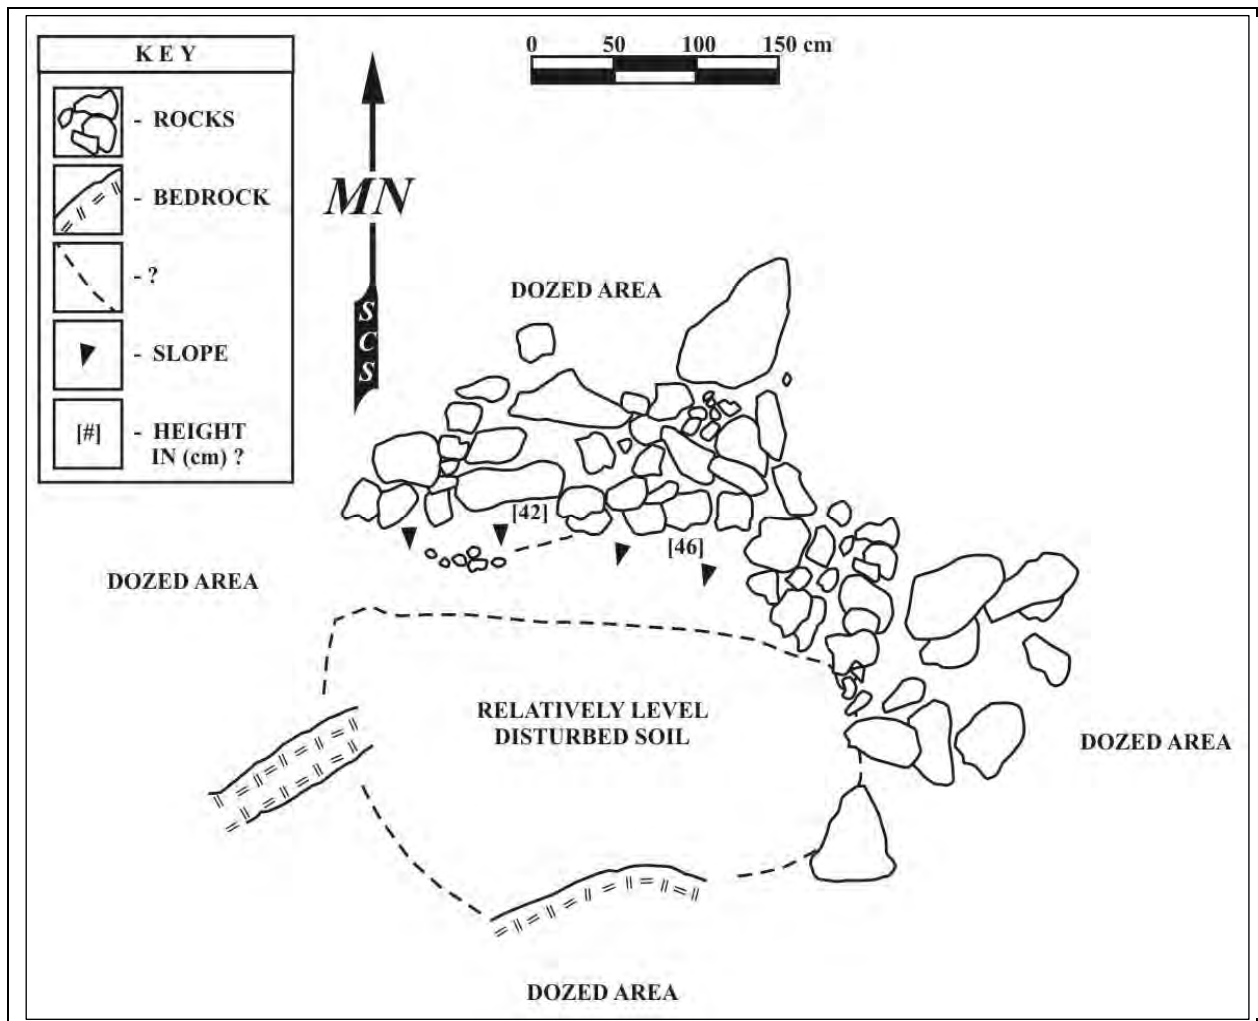 KEY
- ROCKS
- BEDROCK
- ?
- SLOPE
[#] - HEIGHT
IN (cm) ?
0 50 100 150 cm
MN
SCS
DOZED AREA
[42]
[46]
DOZED AREA
RELATIVELY LEVEL
DISTURBED SOIL
DOZED AREA
DOZED AREA